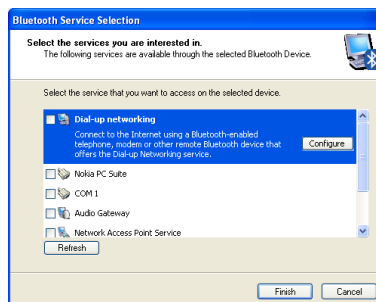 Bluetooth Service Selection
Select the services you are interested in.
The following services are available through the selected Bluetooth Device.
Select the service that you want to access on the selected device.
Dial-up networking
Connect to the Internet using a Bluetooth-enabled
telephone, modem or other remote Bluetooth device that
offers the Dial-up Networking service.
Configure
Nokia PC Suite
COM 1
Audio Gateway
Network Access Point Service
Refresh
Finish
Cancel